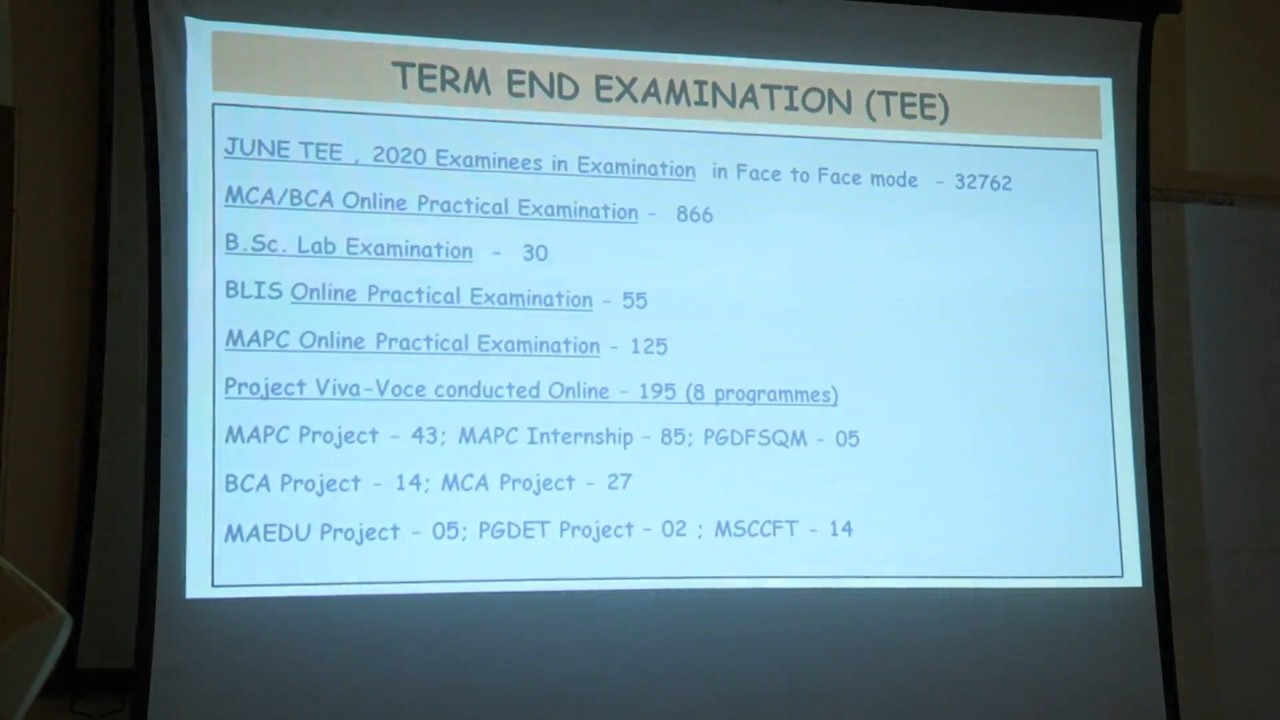 TERM END EXAMINATION (TEE)
JUNE TEE , 2020 Examinees in Examination in Face to Face mode - 32762
MCA/BCA Online Practical Examination - 866
B.Sc. Lab Examination - 30
BLIS Online Practical Examination - 55
MAPC Online Practical Examination - 125
Project Viva-Voce conducted Online - 195 (8 programmes)
MAPC Project - 43; MAPC Internship - 85; PGDFSQM - 05
BCA Project - 14; MCA Project - 27
MAEDU Project - 05; PGDET Project - 02 ; MSCCFT - 14